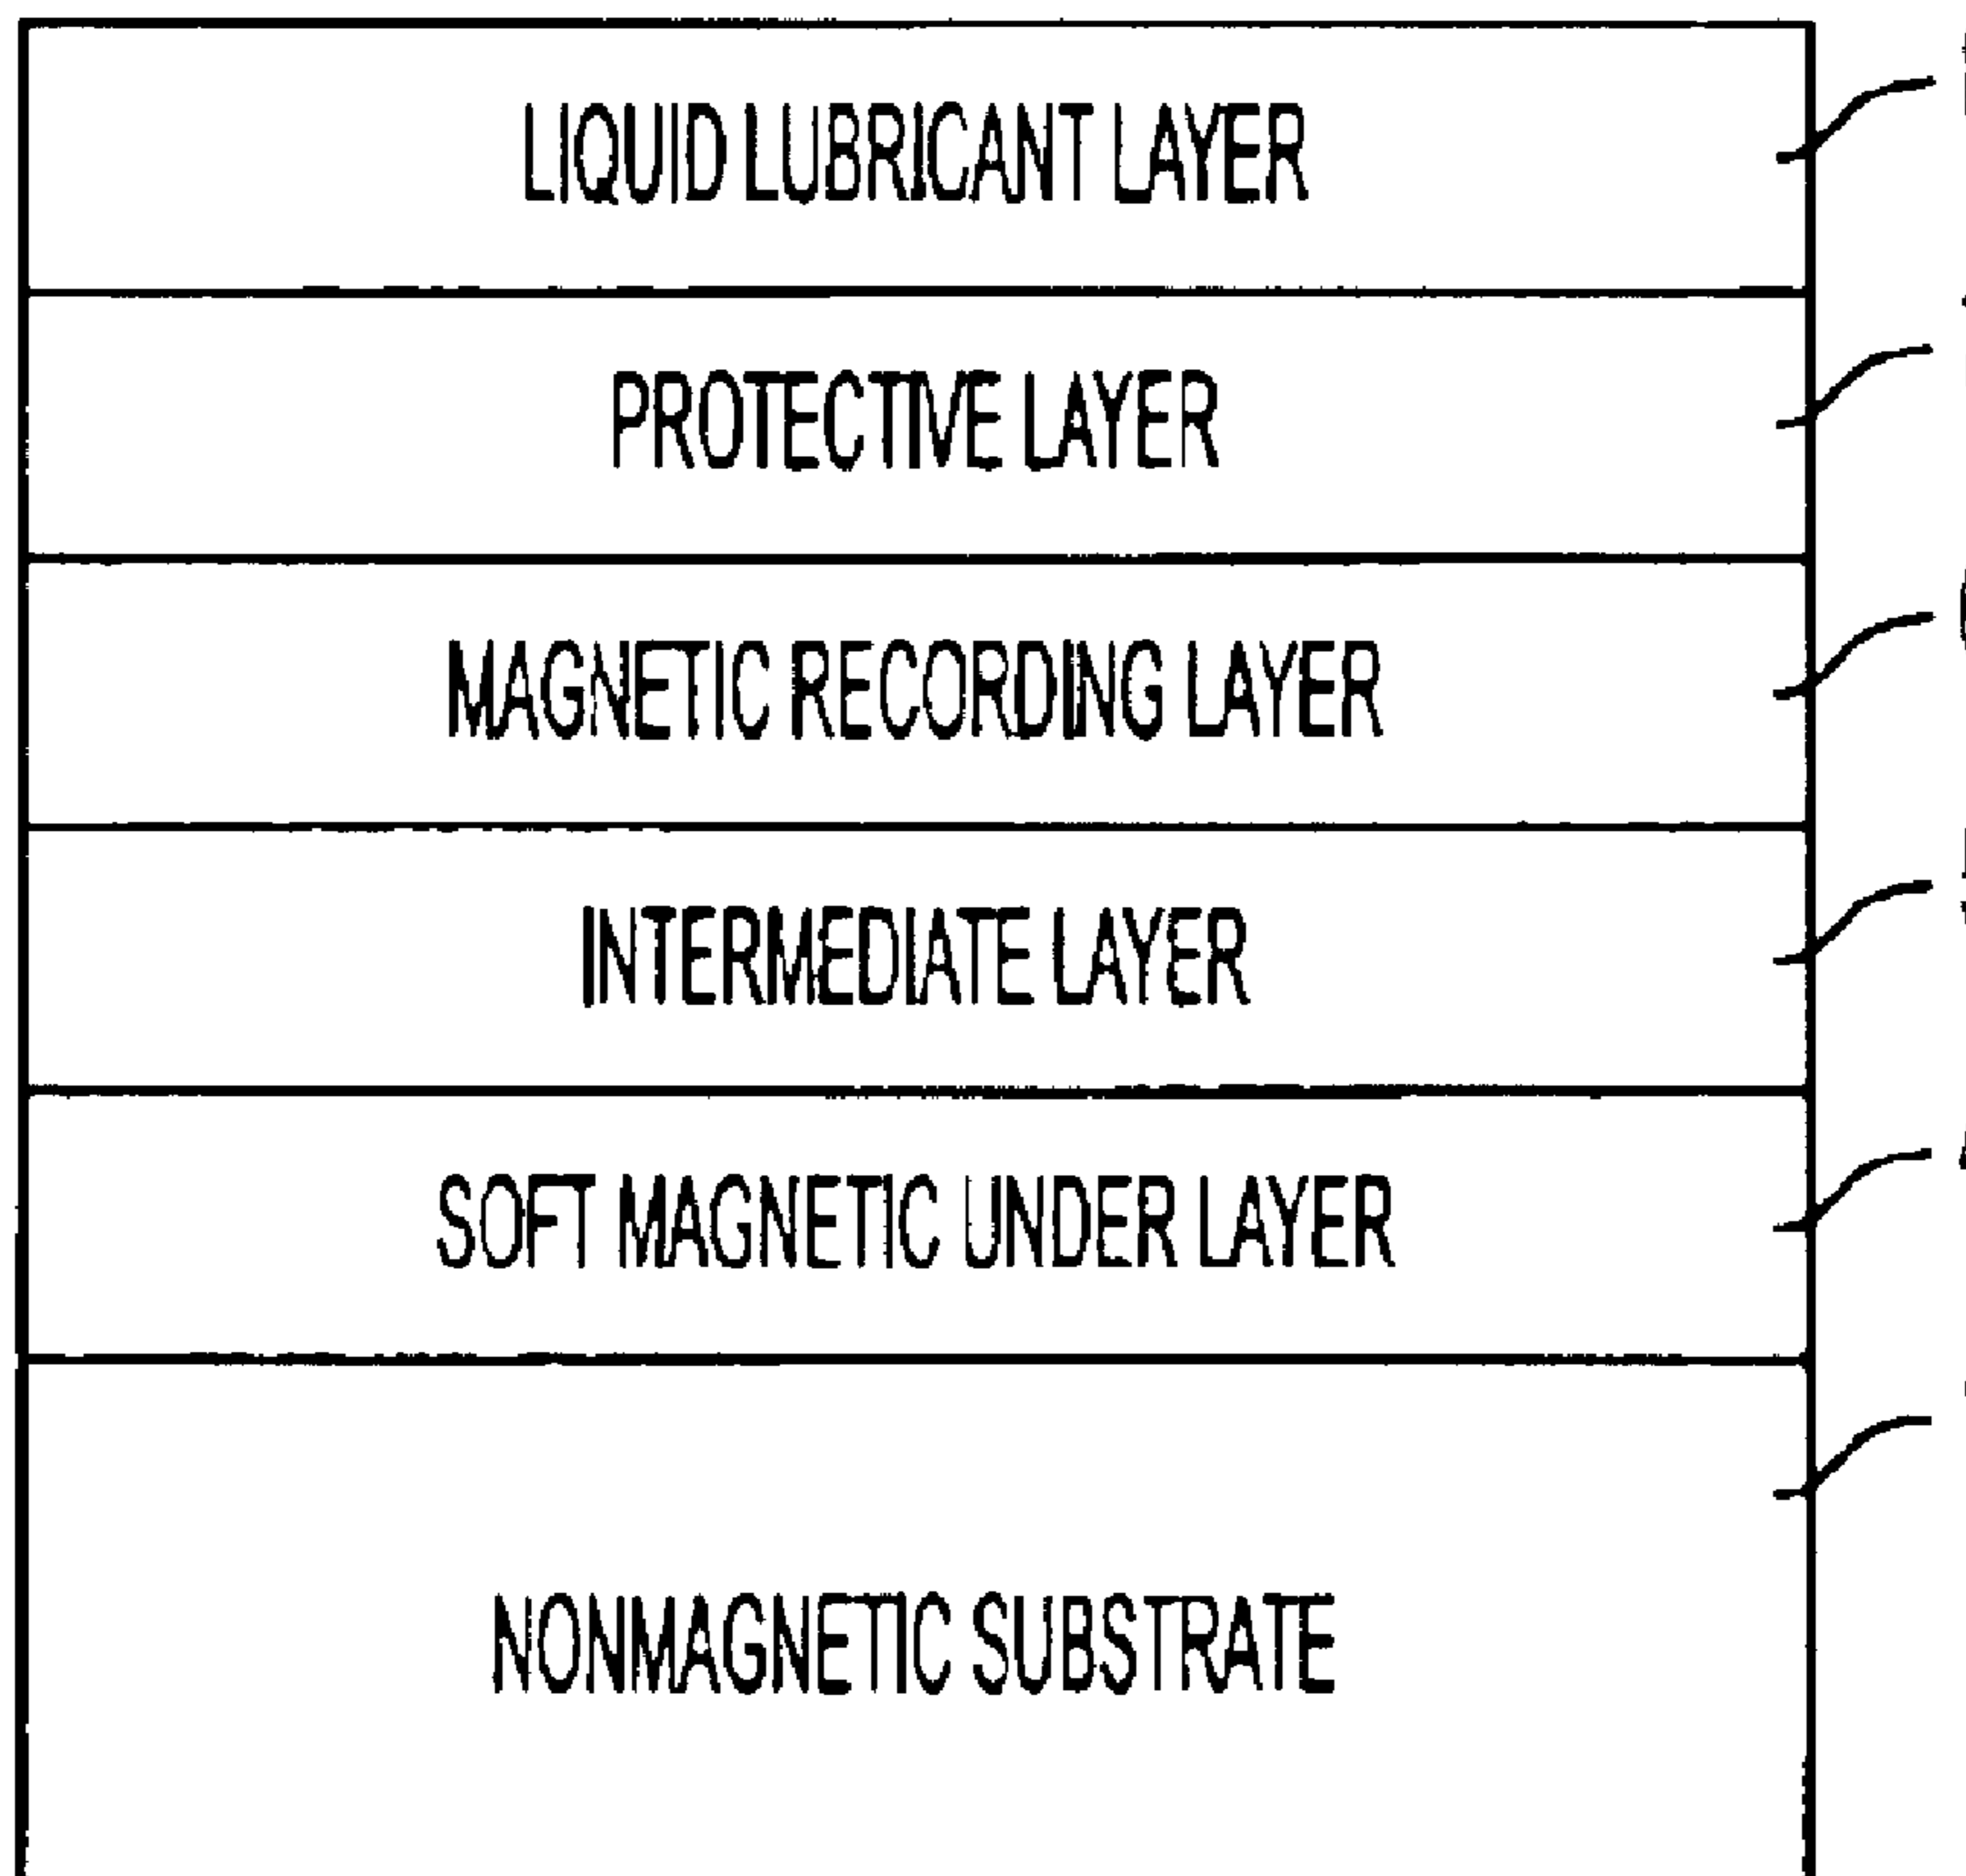 LIQUID LUBRICANT LAYER
PROTECTIVE LAYER
MAGNETIC RECORDING LAYER
INTERMEDIATE LAYER
SOFT MAGNETIC UNDER LAYER
NONMAGNETIC SUBSTRATE